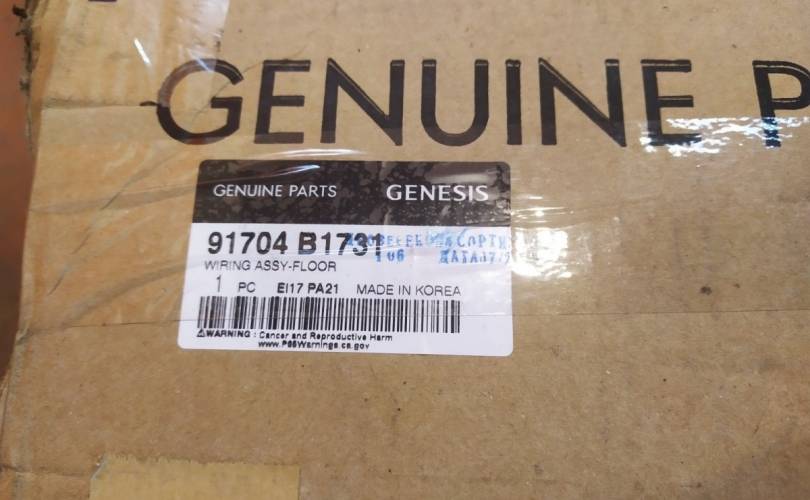 GENUINE P
GENUINE PARTS GENESIS
91704 B1731
WIRING ASSY-FLOOR
106
1 PC EI17 PA21 MADE IN KOREA
⚠WARNING : Cancer and Reproductive Harm
www.P65Warnings.ca.gov